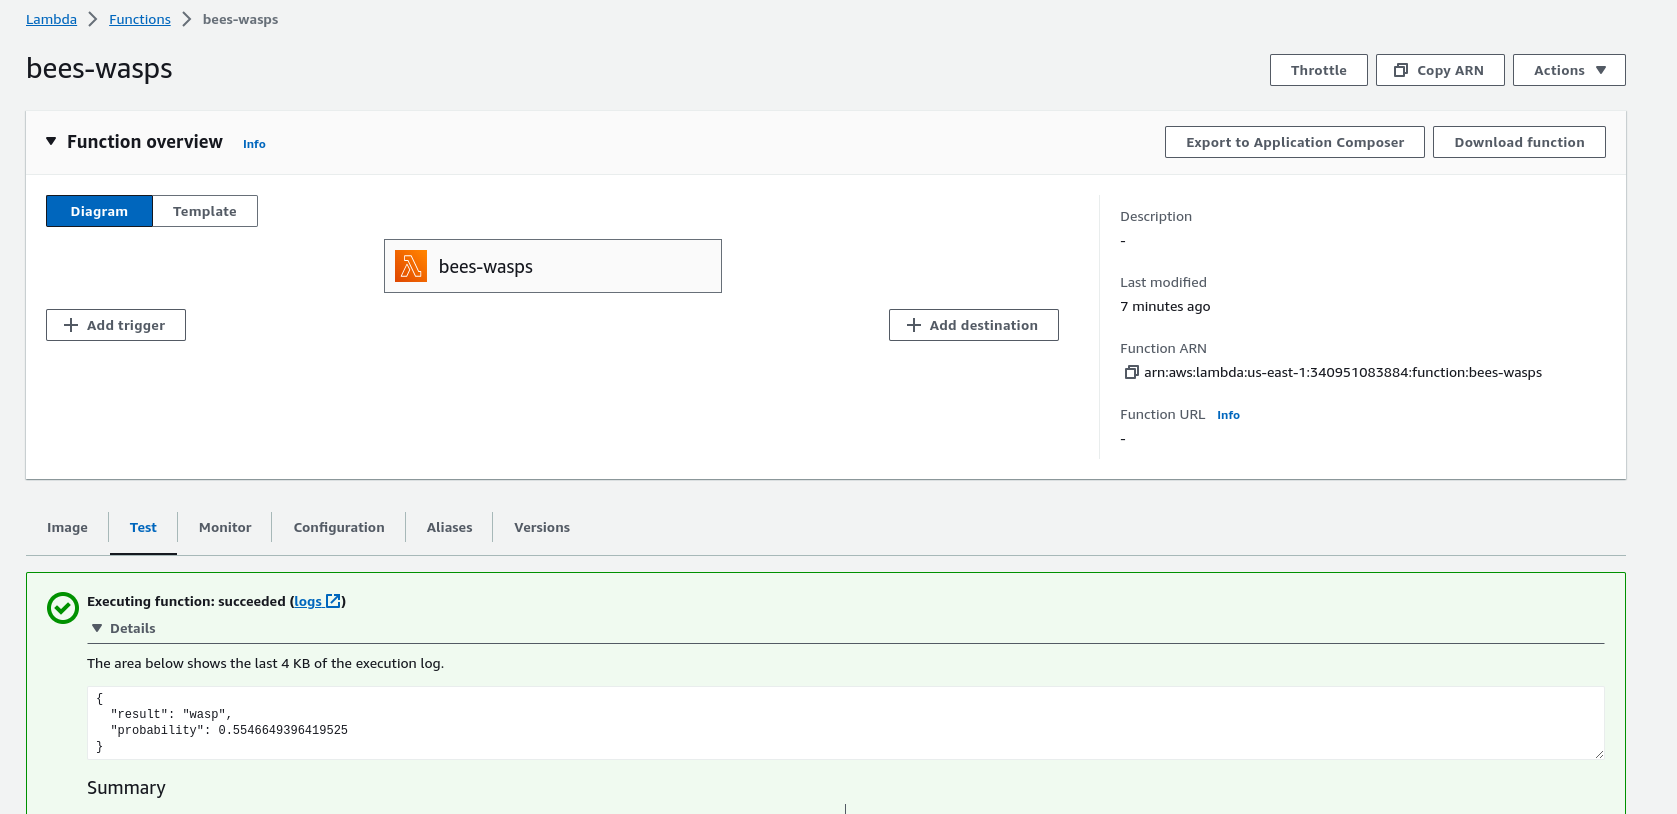 Lambda > Functions > bees-wasps
bees-wasps
Throttle
Copy ARN
Actions
Function overview Info
Export to Application Composer
Download function
Diagram
Template
bees-wasps
Add trigger
Add destination
Description
-
Last modified
7 minutes ago
Function ARN
arn:aws:lambda:us-east-1:340951083884:function:bees-wasps
Function URL Info
-
Image
Test
Monitor
Configuration
Aliases
Versions
Executing function: succeeded (logs)
Details
The area below shows the last 4 KB of the execution log.
{
"result": "wasp",
"probability": 0.5546649396419525
}
Summary